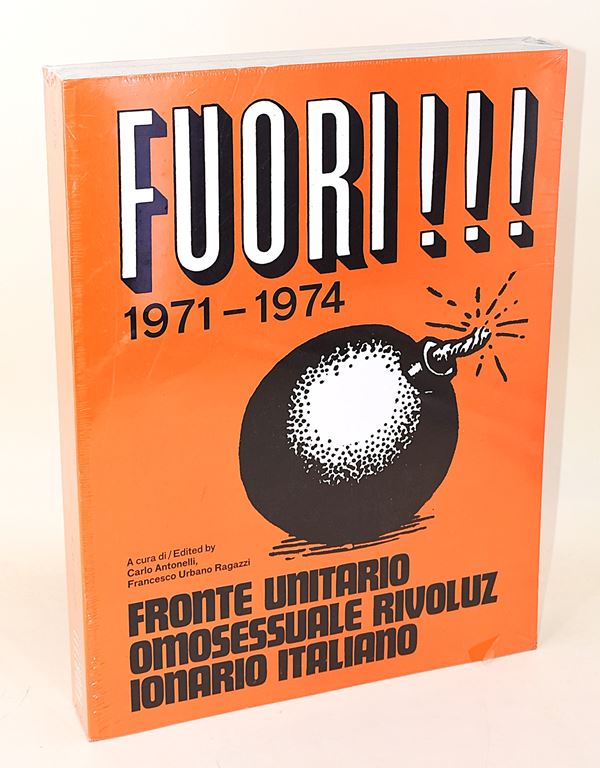 FUORI!!!
1971–1974
A cura di/Edited by
Carlo Antonelli,
Francesco Urbano Ragazzi
FRONTE UNITARIO
OMOSESSUALE RIVOLUZ
IONARIO ITALIANO